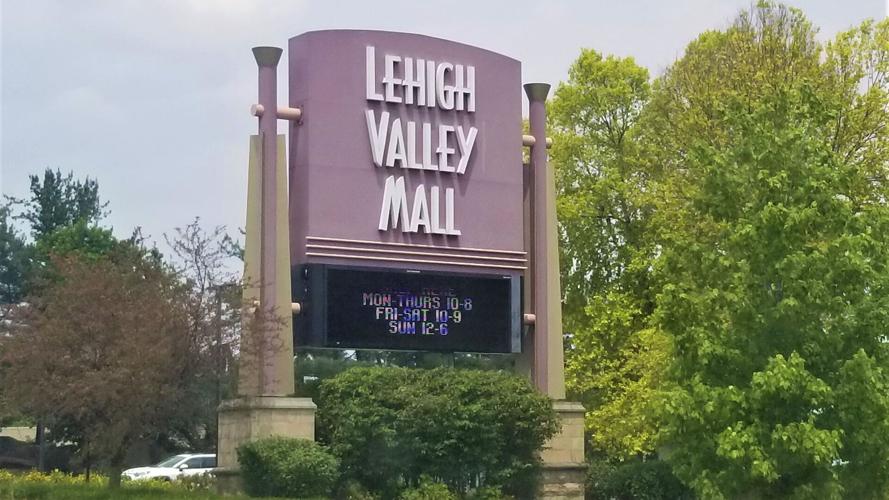 LEHIGH
VALLEY
MALL
MON-THURS 10-8
FRI-SAT 10-9
SUN 12-6